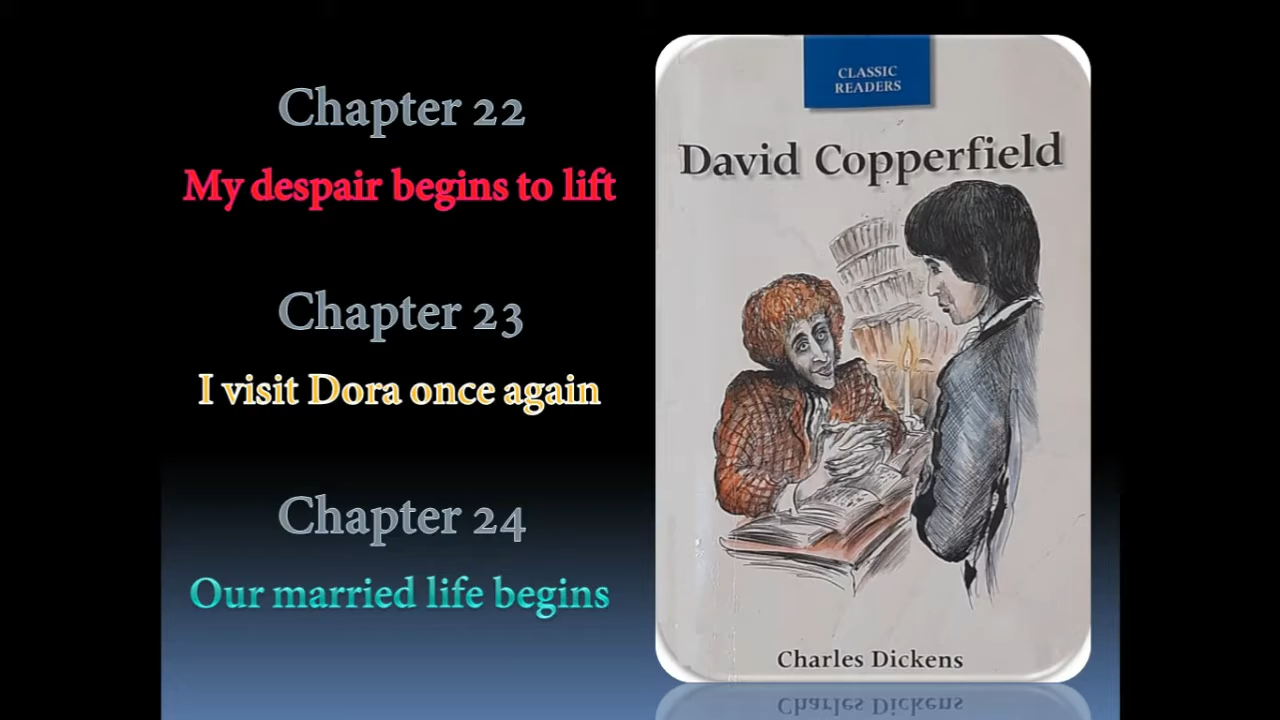 Chapter 22
My despair begins to lift
Chapter 23
I visit Dora once again
Chapter 24
Our married life begins
CLASSIC
READERS
David Copperfield
Charles Dickens
Charles Dickens